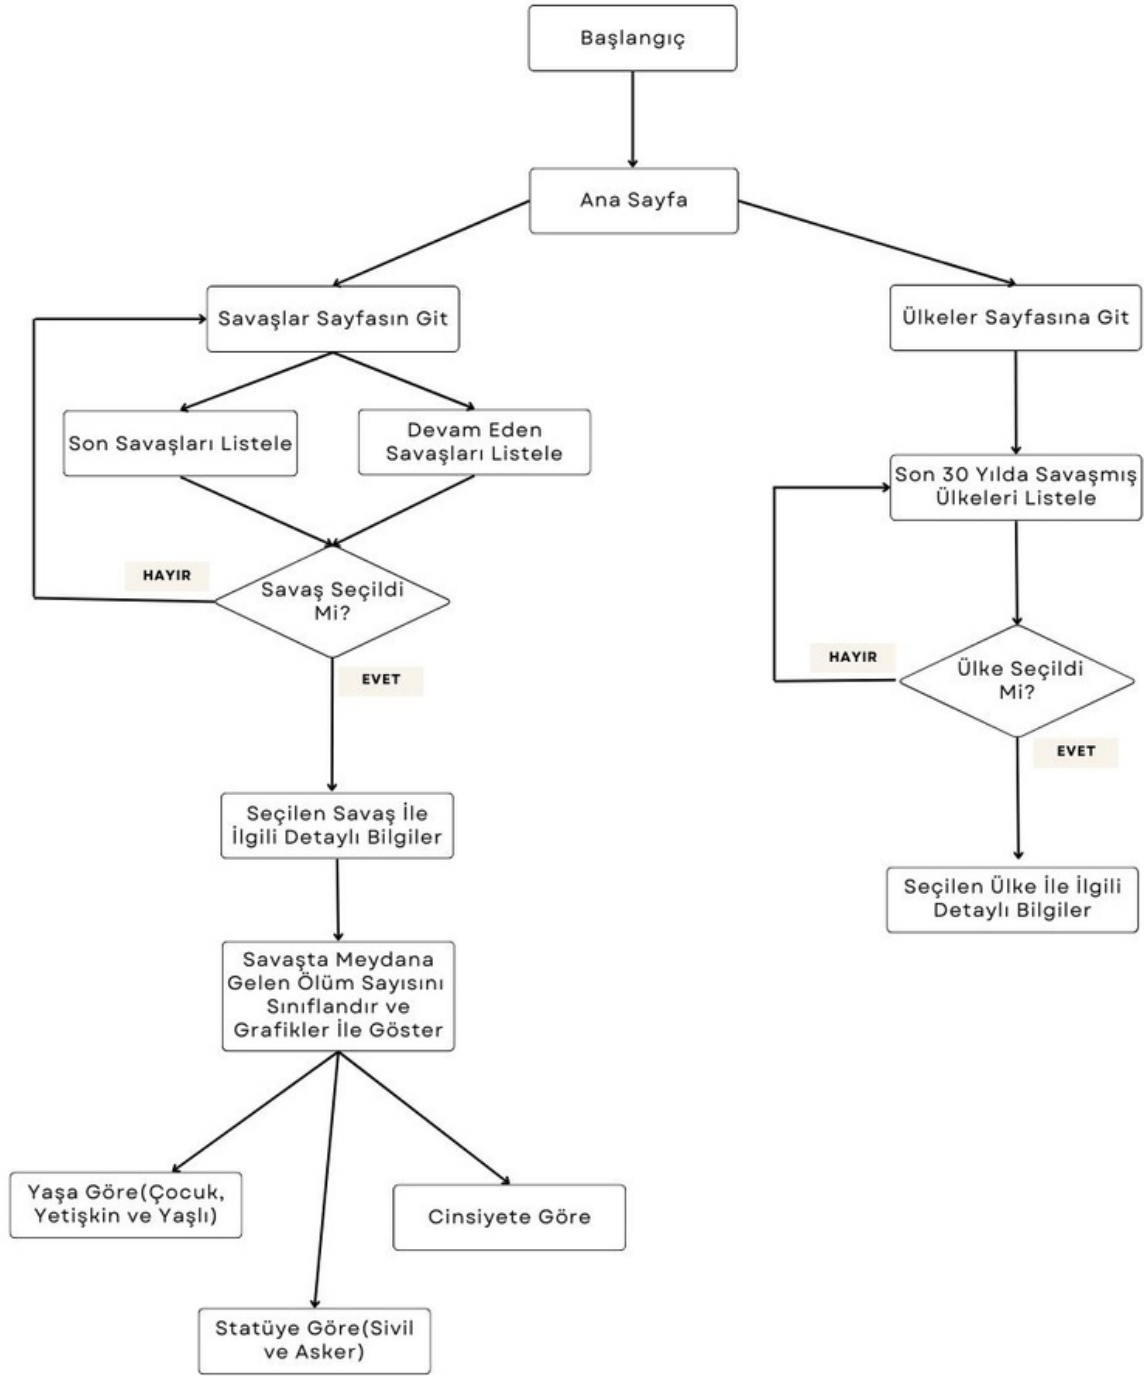 Başlangıç
Ana Sayfa
Savaşlar Sayfasın Git
Ülkeler Sayfasına Git
Son Savaşları Listele
Devam Eden
Savaşları Listele
Son 30 Yılda Savaşmış
Ülkeleri Listele
HAYIR
Savaş Seçildi
Mi?
EVET
HAYIR
Ülke Seçildi
Mi?
EVET
Seçilen Savaş İle
İlgili Detaylı Bilgiler
Seçilen Ülke İle İlgili
Detaylı Bilgiler
Savaşta Meydana
Gelen Ölüm Sayısını
Sınıflandır ve
Grafikler İle Göster
Yaşa Göre(Çocuk,
Yetişkin ve Yaşlı)
Cinsiyete Göre
Statüye Göre(Sivil
ve Asker)